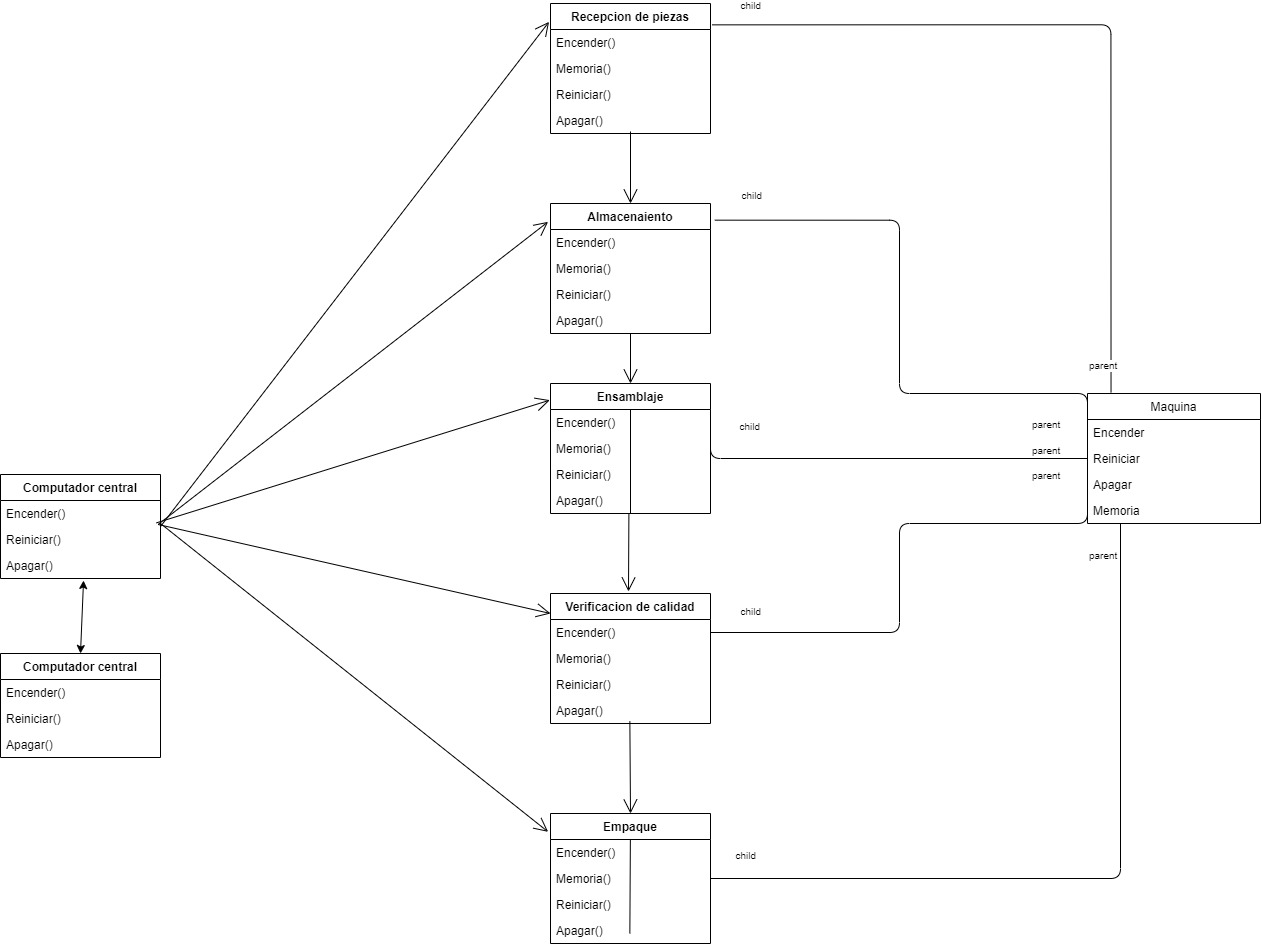 Recepcion de piezas
Encender()
Memoria()
Reiniciar()
Apagar()
child
Almacenaiento
Encender()
Memoria()
Reiniciar()
Apagar()
child
Ensamblaje
Encender()
Memoria()
Reiniciar()
Apagar()
child
parent
Maquina
Encender
Reiniciar
Apagar
Memoria
parent
parent
parent
parent
Computador central
Encender()
Reiniciar()
Apagar()
Computador central
Encender()
Reiniciar()
Apagar()
Verificacion de calidad
Encender()
Memoria()
Reiniciar()
Apagar()
child
Empaque
Encender()
Memoria()
Reiniciar()
Apagar()
child